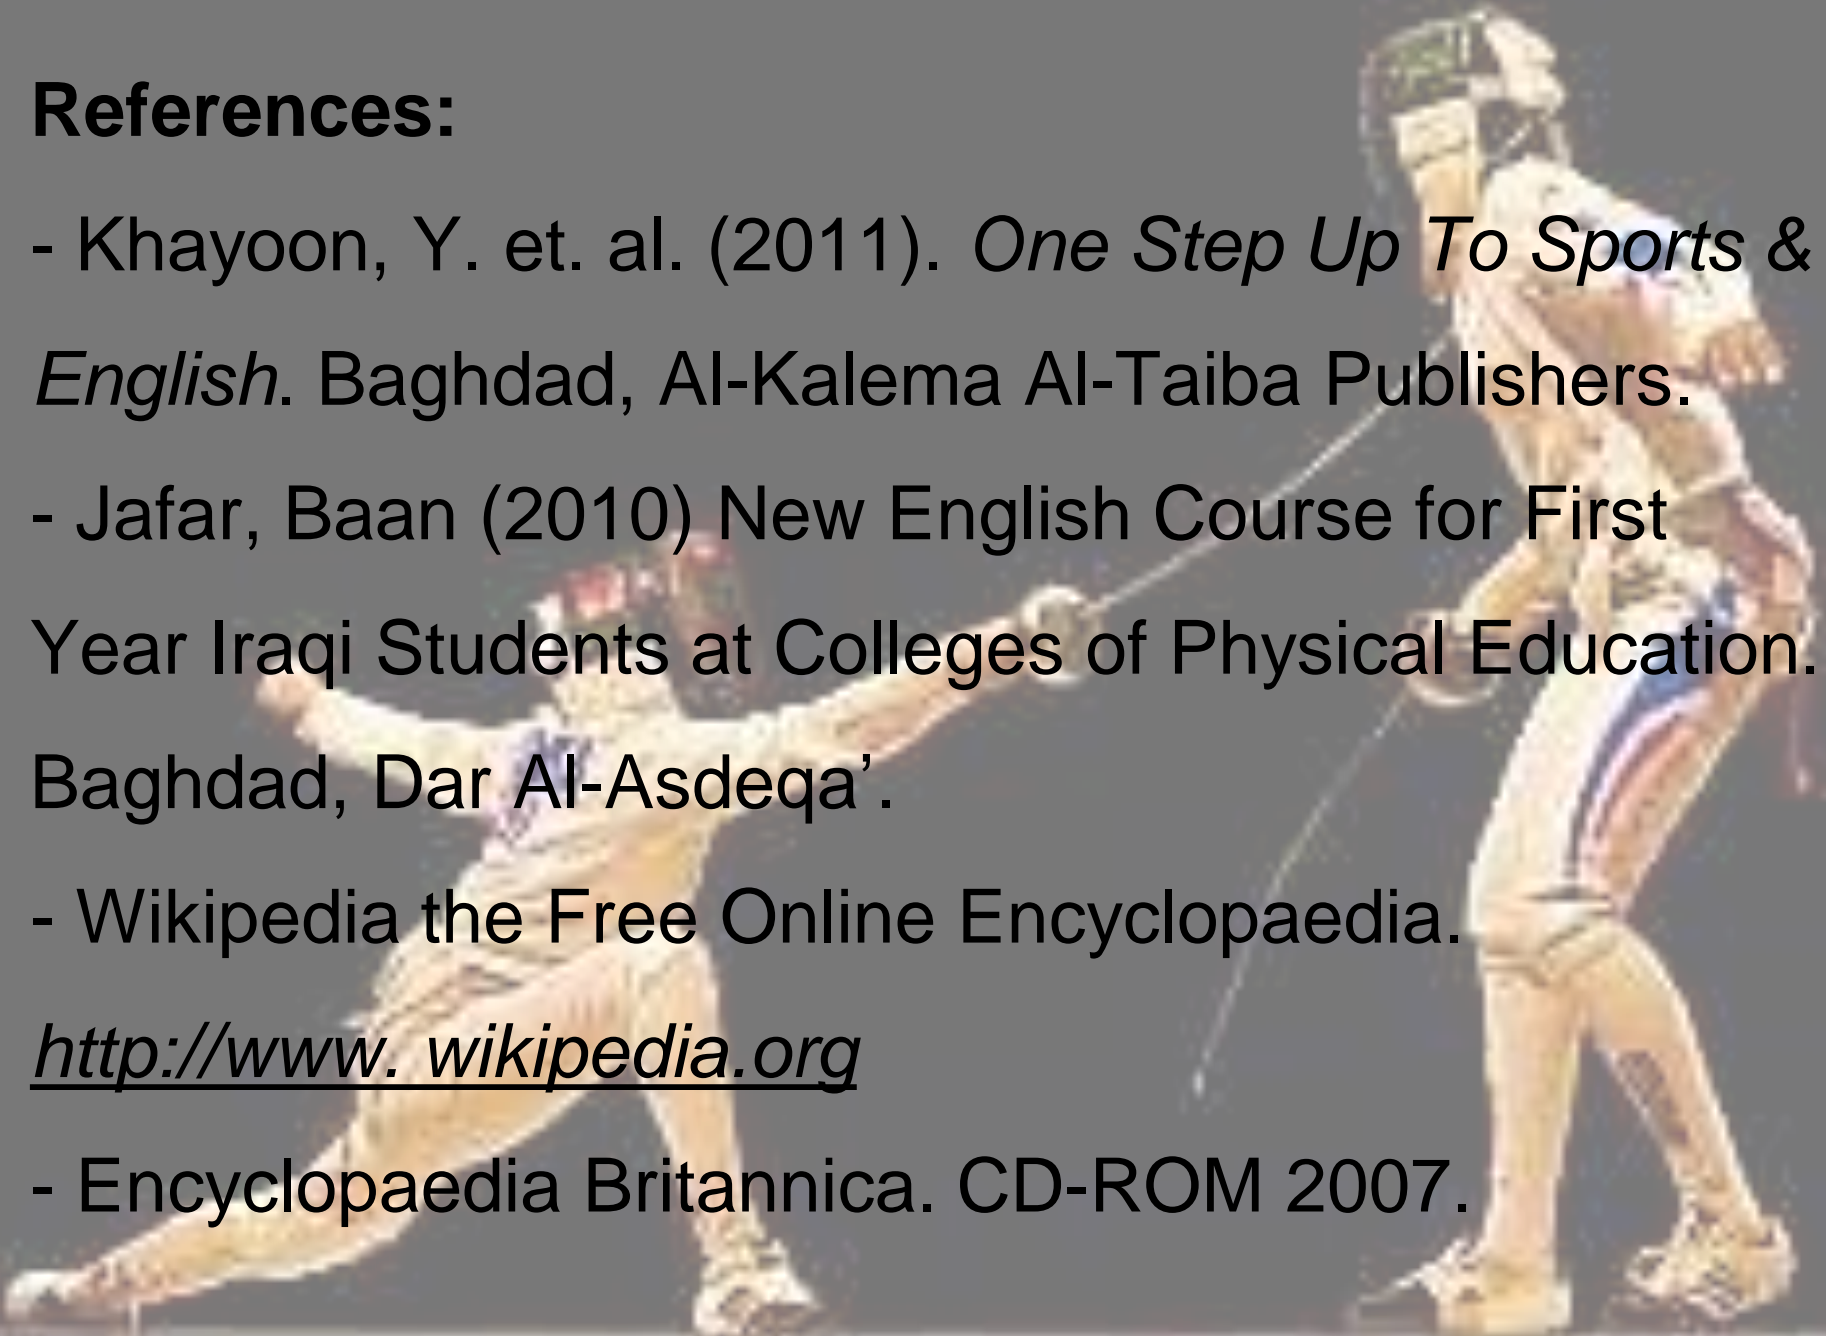 References:
- Khayoon, Y. et. al. (2011). One Step Up To Sports &
English. Baghdad, Al-Kalema Al-Taiba Publishers.
- Jafar, Baan (2010) New English Course for First
Year Iraqi Students at Colleges of Physical Education.
Baghdad, Dar Al-Asdeqa’.
- Wikipedia the Free Online Encyclopaedia.
http://www. wikipedia.org
- Encyclopaedia Britannica. CD-ROM 2007.